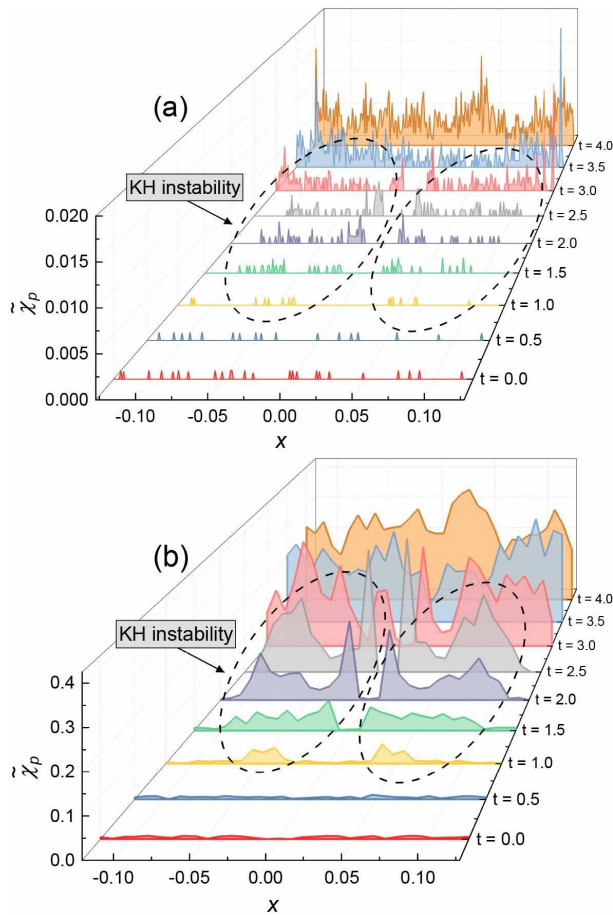 (a)
KH instability
t = 4.0
t = 3.5
t = 3.0
t = 2.5
t = 2.0
t = 1.5
t = 1.0
t = 0.5
t = 0.0
0.020
0.015
0.010
0.005
0.000
χ̃p
-0.10 -0.05 0.00 0.05 0.10
x
(b)
KH instability
t = 4.0
t = 3.5
t = 3.0
t = 2.5
t = 2.0
t = 1.5
t = 1.0
t = 0.5
t = 0.0
0.4
0.3
0.2
0.1
0.0
χ̃p
-0.10 -0.05 0.00 0.05 0.10
x